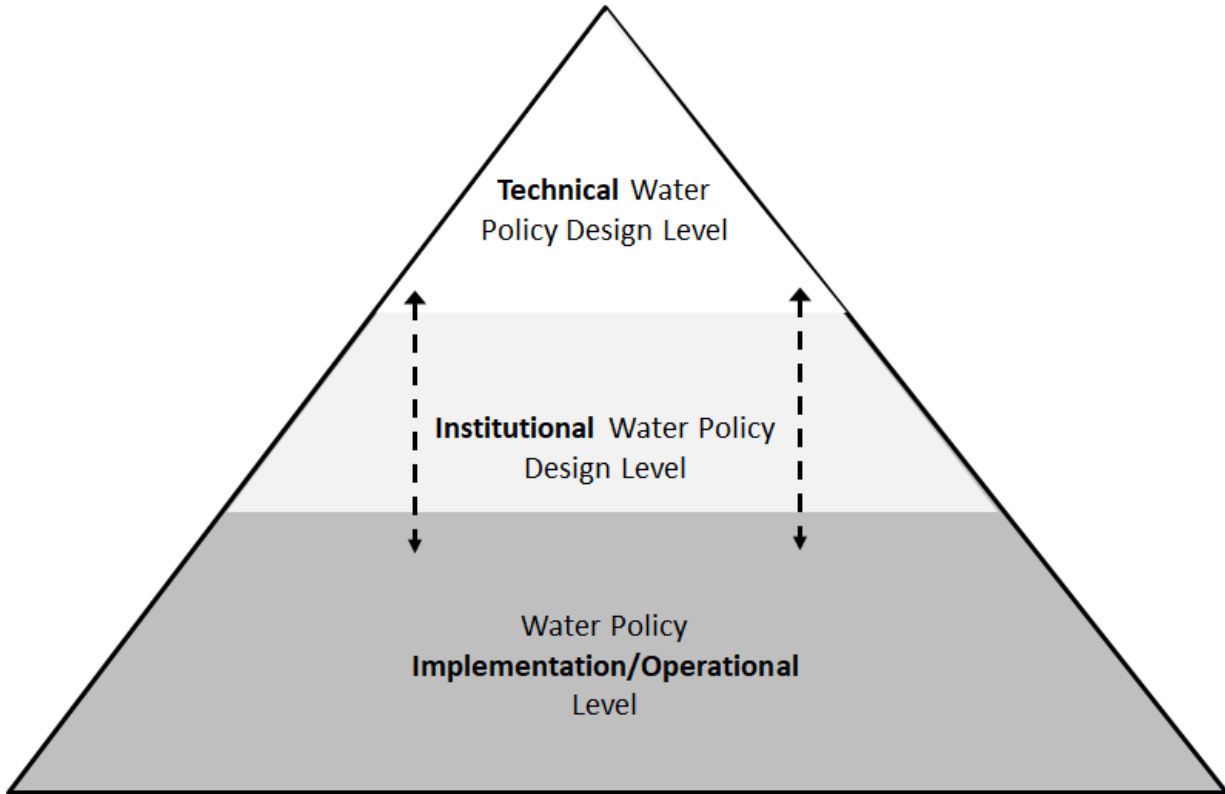 Technical Water
Policy Design Level
Institutional Water Policy
Design Level
Water Policy
Implementation/Operational
Level